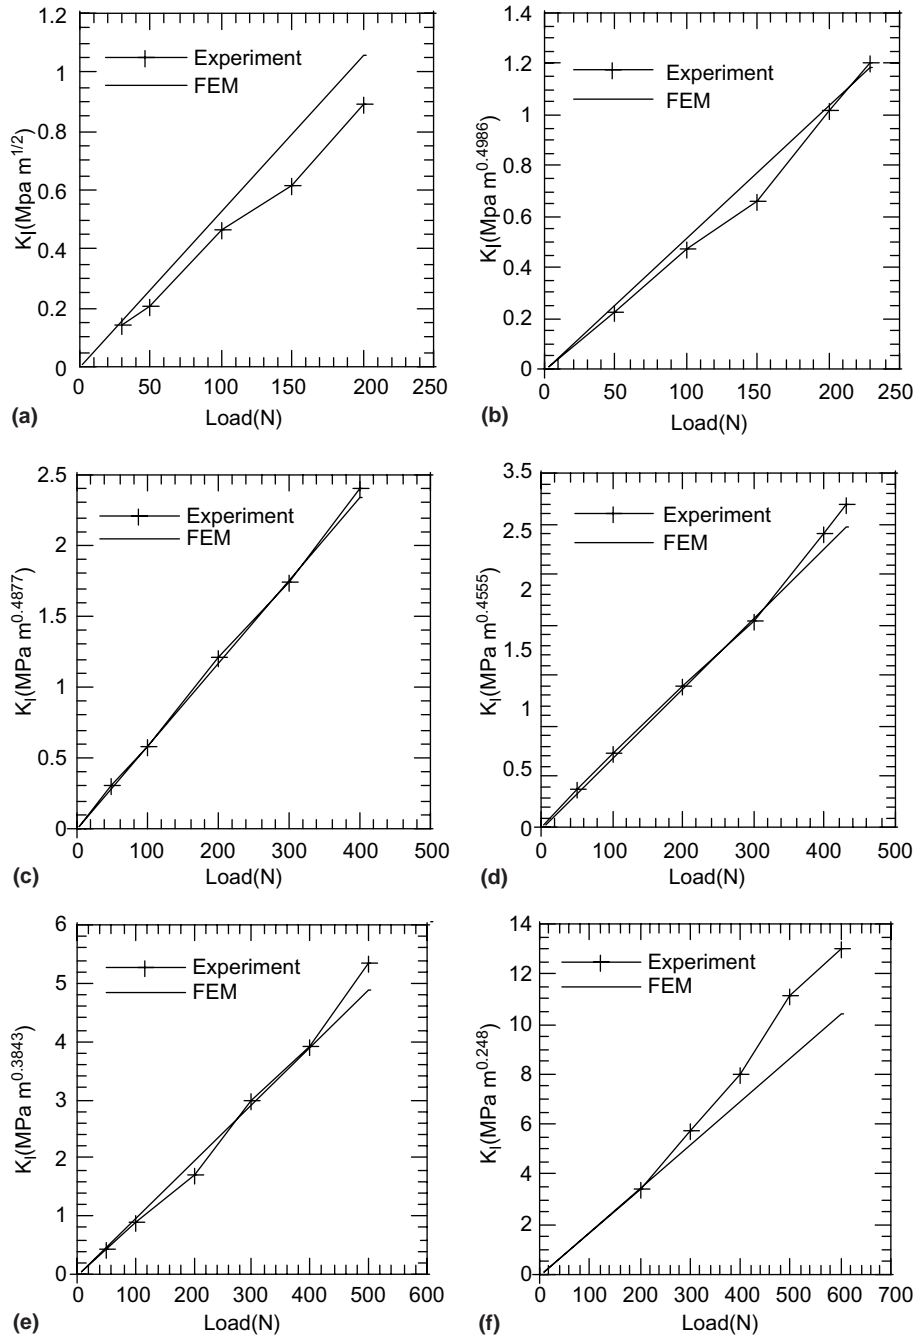 1.2
1
0.8
0.6
0.4
0.2
0
K_I(Mpa m^1/2)
Experiment
FEM
0 50 100 150 200 250
Load(N)
(a)
1.4
1.2
1
0.8
0.6
0.4
0.2
0
K_I(Mpa m^0.4986)
Experiment
FEM
0 50 100 150 200 250
Load(N)
(b)
2.5
2
1.5
1
0.5
0
K_I(MPa m^0.4877)
Experiment
FEM
0 100 200 300 400 500
Load(N)
(c)
3.5
2.5
2
1
0.5
0
K_I(MPa m^0.4555)
Experiment
FEM
0 100 200 300 400 500
Load(N)
(d)
6
5
4
3
2
1
0
K_I(MPa m^0.3843)
Experiment
FEM
0 100 200 300 400 500 600
Load(N)
(e)
14
12
10
8
6
4
2
0
K_I(MPa m^0.248)
Experiment
FEM
0 100 200 300 400 500 600 700
Load(N)
(f)